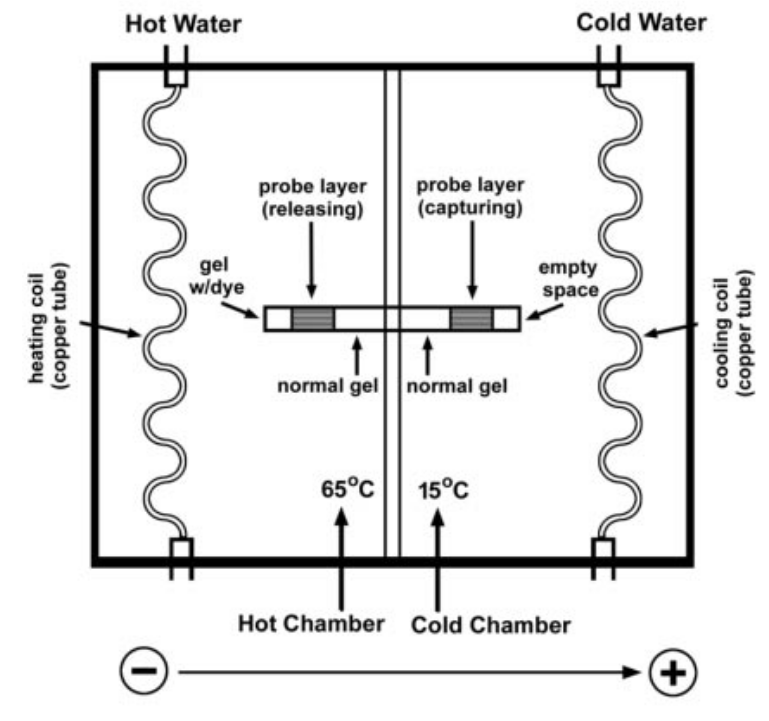 Hot Water
Cold Water
probe layer
(releasing)
probe layer
(capturing)
gel
w/dye
empty
space
heating coil
(copper tube)
cooling coil
(copper tube)
normal gel
normal gel
65°C
15°C
Hot Chamber
Cold Chamber
−
+